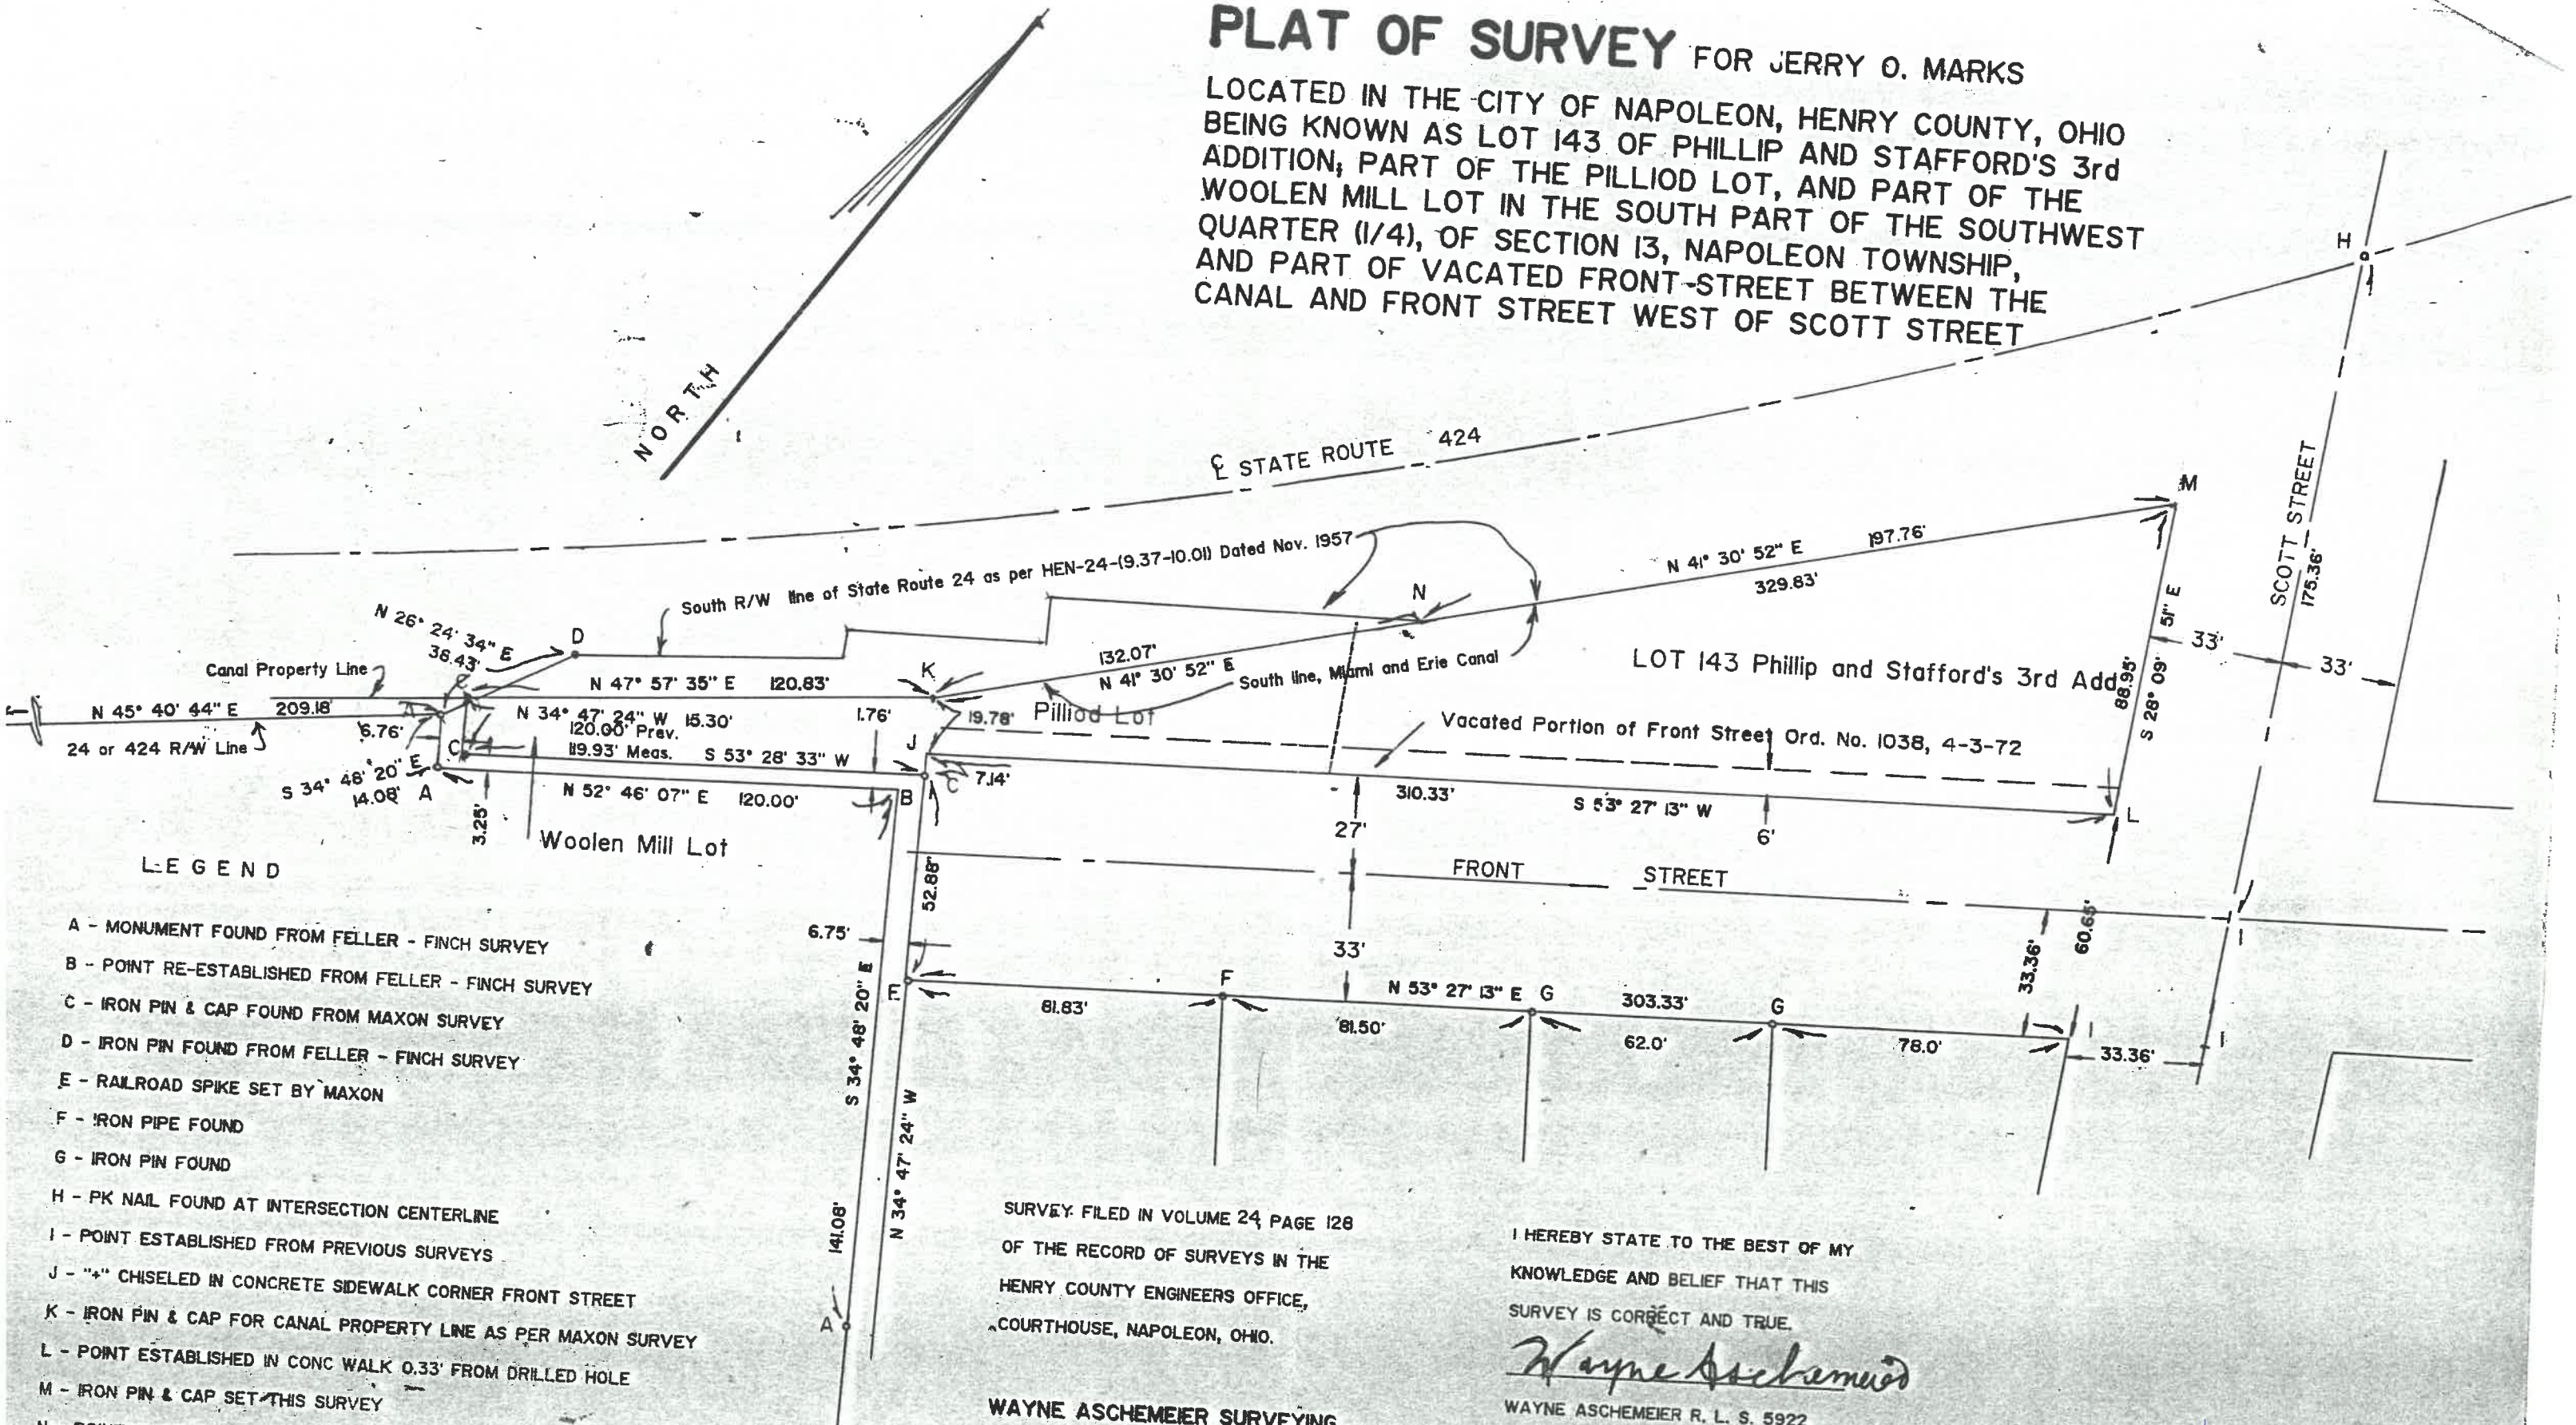 PLAT OF SURVEY FOR JERRY O. MARKS
LOCATED IN THE CITY OF NAPOLEON, HENRY COUNTY, OHIO
BEING KNOWN AS LOT 143 OF PHILLIP AND STAFFORD'S 3rd
ADDITION, PART OF THE PILLIOD LOT, AND PART OF THE
WOOLEN MILL LOT IN THE SOUTH PART OF THE SOUTHWEST
QUARTER (1/4), OF SECTION 13, NAPOLEON TOWNSHIP,
AND PART OF VACATED FRONT STREET BETWEEN THE
CANAL AND FRONT STREET WEST OF SCOTT STREET
NORTH
H
℄ STATE ROUTE 424
SCOTT STREET
175.36'
M
South R/W line of State Route 24 as per HEN-24-(9.37-10.01) Dated Nov. 1957
N 41° 30' 52" E 197.76'
329.83'
N
N 26° 24' 34" E
38.43'
D
Canal Property Line
N 47° 57' 35" E 120.83'
K
132.07'
N 41° 30' 52" E
South line, Miami and Erie Canal
LOT 143 Phillip and Stafford's 3rd Add.
88.95'
S 28° 09' 51" E
33'
33'
N 45° 40' 44" E 209.18'
24 or 424 R/W Line
A
C
6.76'
N 34° 47' 24" W 15.30'
120.00' Prev.
119.93' Meas. S 53° 28' 33" W
1.76'
19.78'
Pilliod Lot
J
Vacated Portion of Front Street Ord. No. 1038, 4-3-72
C
7.14'
C
S 34° 48' 20" E
14.08' A
N 52° 46' 07" E 120.00'
B
310.33'
S 53° 27' 13" W
L
3.25'
Woolen Mill Lot
27'
6'
FRONT STREET
52.88'
6.75'
33'
33.36'
60.65'
I
E
F
N 53° 27' 13" E G
303.33'
G
I
I
81.83'
81.50'
62.0'
78.0'
33.36'
S 34° 48' 20" E
N 34° 47' 24" W
141.08'
A
LEGEND
A - MONUMENT FOUND FROM FELLER - FINCH SURVEY
B - POINT RE-ESTABLISHED FROM FELLER - FINCH SURVEY
C - IRON PIN & CAP FOUND FROM MAXON SURVEY
D - IRON PIN FOUND FROM FELLER - FINCH SURVEY
E - RAILROAD SPIKE SET BY MAXON
F - IRON PIPE FOUND
G - IRON PIN FOUND
H - PK NAIL FOUND AT INTERSECTION CENTERLINE
I - POINT ESTABLISHED FROM PREVIOUS SURVEYS
J - "+" CHISELED IN CONCRETE SIDEWALK CORNER FRONT STREET
K - IRON PIN & CAP FOR CANAL PROPERTY LINE AS PER MAXON SURVEY
L - POINT ESTABLISHED IN CONC WALK 0.33' FROM DRILLED HOLE
M - IRON PIN & CAP SET THIS SURVEY
SURVEY FILED IN VOLUME 24, PAGE 128
OF THE RECORD OF SURVEYS IN THE
HENRY COUNTY ENGINEERS OFFICE,
COURTHOUSE, NAPOLEON, OHIO.
WAYNE ASCHEMEIER SURVEYING
I HEREBY STATE TO THE BEST OF MY
KNOWLEDGE AND BELIEF THAT THIS
SURVEY IS CORRECT AND TRUE.
Wayne Aschemeier
WAYNE ASCHEMEIER R. L. S. 5922